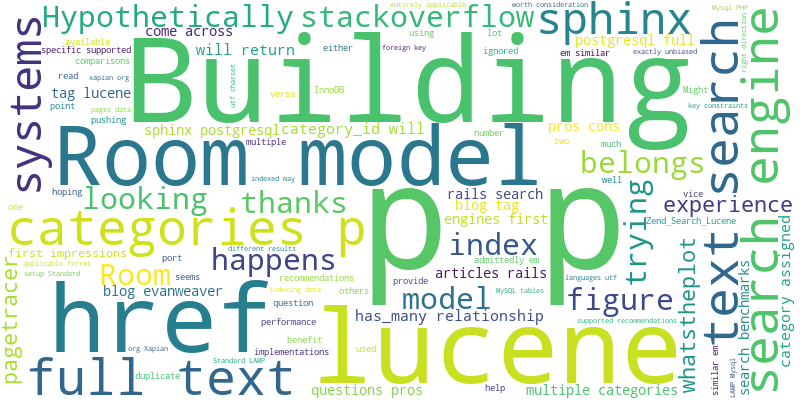 Hypothetically
stackoverflow
sphinx
entirely applicable
worth consideration
Mysql PHP
available
specific supported
comparisons
come across
will return
either
using
lot
foreign key
ignored
postgresql full
em similar
exactly unbiased
right direction
systems
Building
search
engine
read
xapian org
tag lucene
point
pages data
pushing
utf charset
InnoDB
versa
Might
key constraints
sphinx postgresql
category_id will
number
pros cons
two
multiple
Room model
p p
belongs
indexed may
much
well
hoping
looking
thanks
rails search
blog tag
engines first
trying
vice
experience
Zend_Search_Lucene
one
categories p
index
first impressions
applicable Ferret
setup Standard
port
happens
different results
articles rails
admittedly em
languages utf
Room
seems
recommendations
indexing data
provide
MySQL tables
pagetracer
blog evanweaver
question
others
model
figure
text
search
category assigned
search benchmarks
whatstheplot
href
performance
has_many relationship
supported recommendations
org Xapian
benefit
implementations
used
lucene
similar em
LAMP Mysql
full text
Standard LAMP
duplicate
questions pros
help
multiple categories